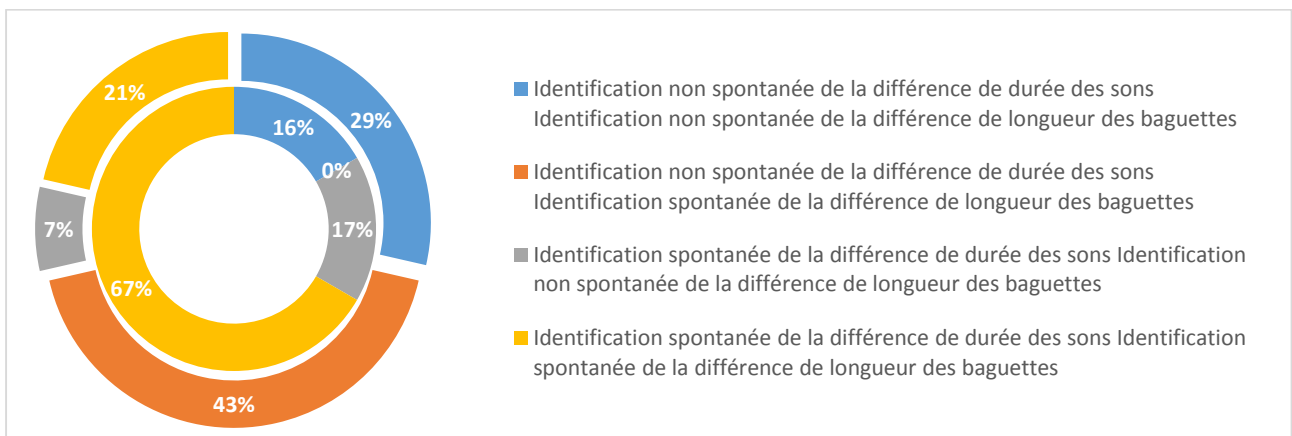 21%
16%
29%
0%
7%
17%
67%
43%
Identification non spontanée de la différence de durée des sons
Identification non spontanée de la différence de longueur des baguettes
Identification non spontanée de la différence de durée des sons
Identification spontanée de la différence de longueur des baguettes
Identification spontanée de la différence de durée des sons Identification
non spontanée de la différence de longueur des baguettes
Identification spontanée de la différence de durée des sons Identification
spontanée de la différence de longueur des baguettes